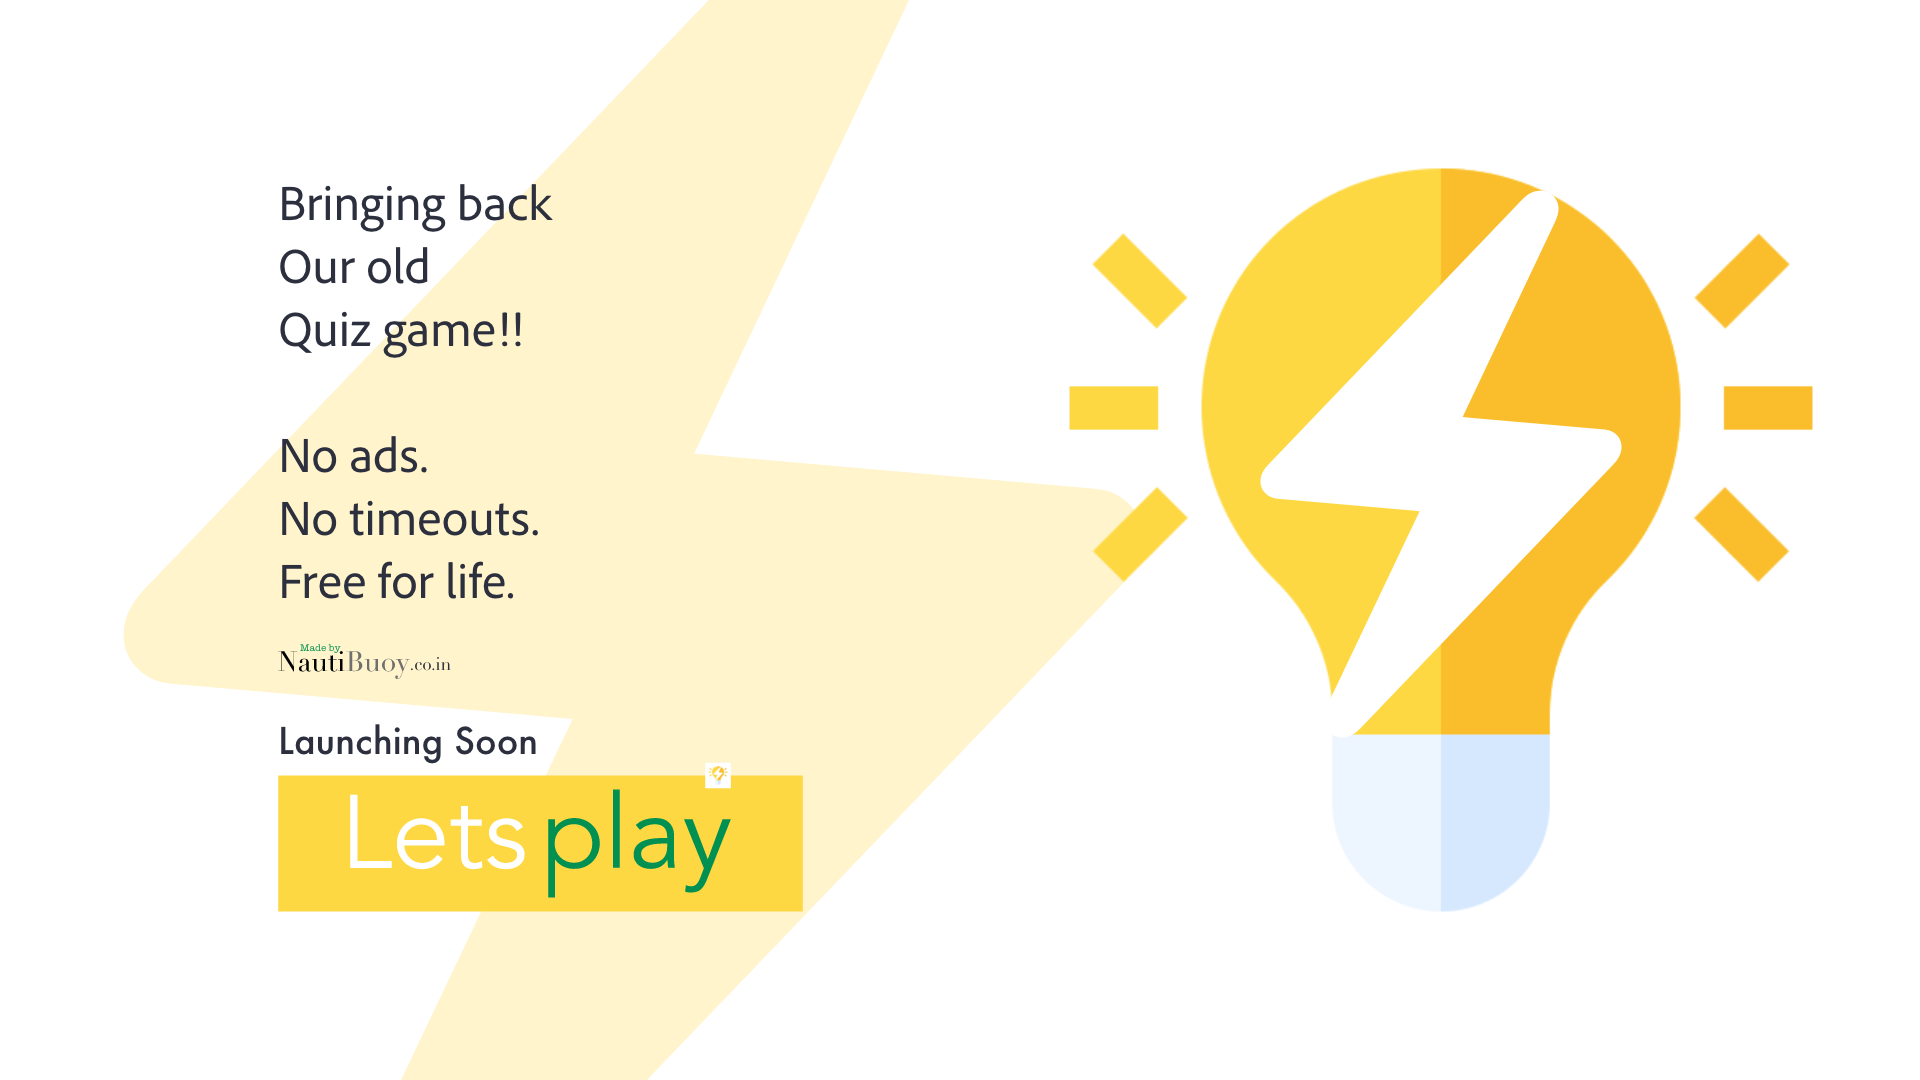 Bringing back
Our old
Quiz game!!
No ads.
No timeouts.
Free for life.
Made by
NautiBuoy.co.in
Launching Soon
Lets play